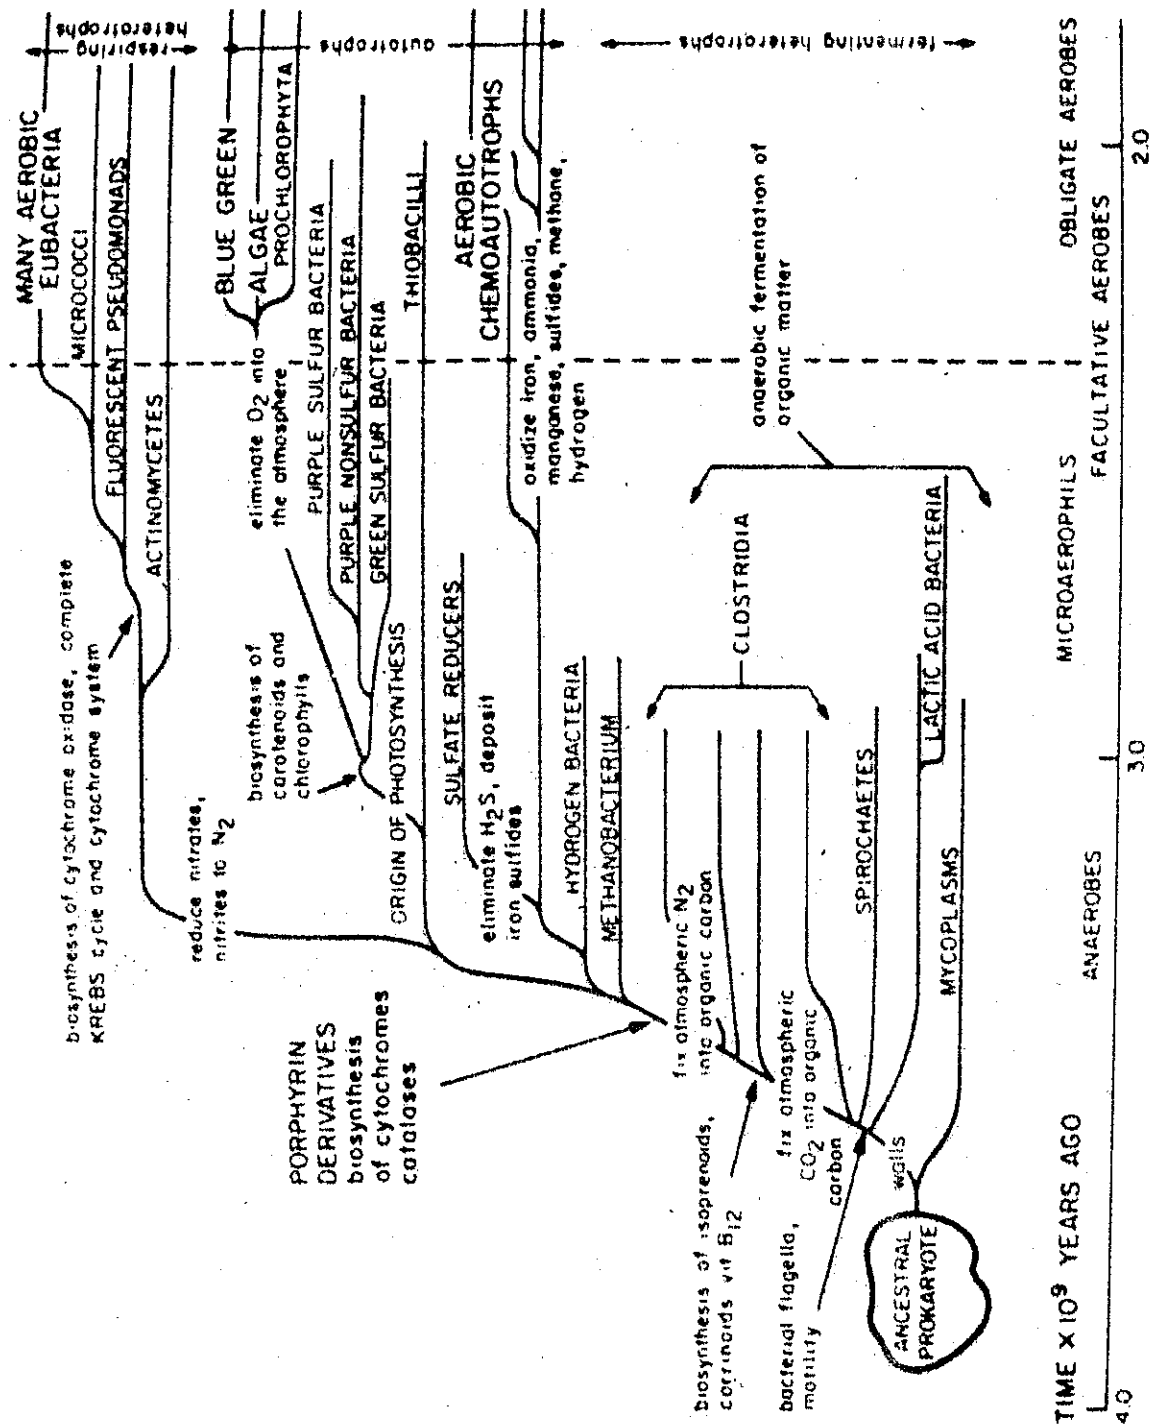 MANY AEROBIC
EUBACTERIA
respiring
heterotrophs
MICROCOCCI
FLUORESCENT PSEUDOMONADS
ACTINOMYCETES
biosynthesis of cytochrome oxidase, complete
KREBS cycle and cytochrome system
reduce nitrates,
nitrites to N2
BLUE GREEN
ALGAE
PROCHLOROPHYTA
autotrophs
eliminate O2 into
the atmosphere
biosynthesis of
carotenoids and
chlorophylls
PURPLE SULFUR BACTERIA
PURPLE NONSULFUR BACTERIA
GREEN SULFUR BACTERIA
ORIGIN OF PHOTOSYNTHESIS
THIOBACILLI
SULFATE REDUCERS
eliminate H2S, deposit
iron sulfides
AEROBIC
CHEMOAUTOTROPHS
oxidize iron, ammonia,
manganese, sulfides, methane,
hydrogen
HYDROGEN BACTERIA
METHANOBACTERIUM
PORPHYRIN
DERIVATIVES
biosynthesis
of cytochromes
catalases
fermenting heterotrophs
fix atmospheric N2
into organic carbon
CLOSTRIDIA
anaerobic fermentation of
organic matter
biosynthesis of isoprenoids,
corrinoids vit B12
fix atmospheric
CO2 into organic
carbon
bacterial flagella,
motility
SPIROCHAETES
walls
LACTIC ACID BACTERIA
MYCOPLASMS
ANCESTRAL
PROKARYOTE
TIME X 10⁹ YEARS AGO
ANAEROBES
MICROAEROPHILS
FACULTATIVE AEROBES
OBLIGATE AEROBES
4.0
3.0
2.0